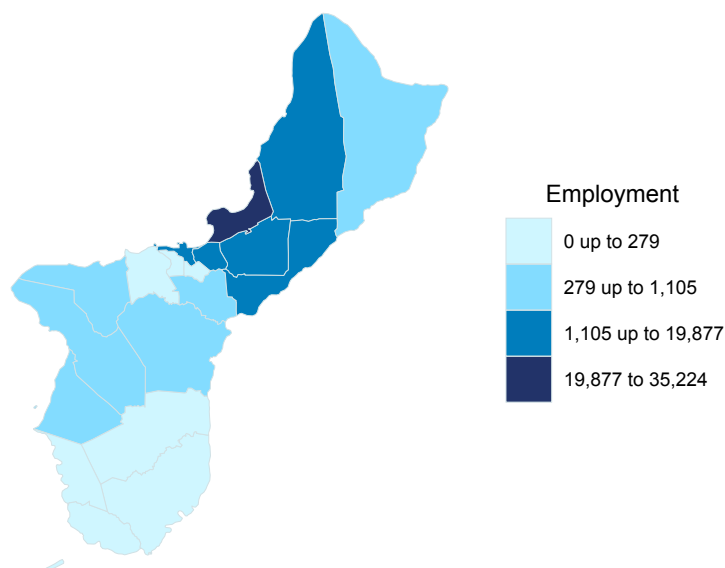 Employment
0 up to 279
279 up to 1,105
1,105 up to 19,877
19,877 to 35,224